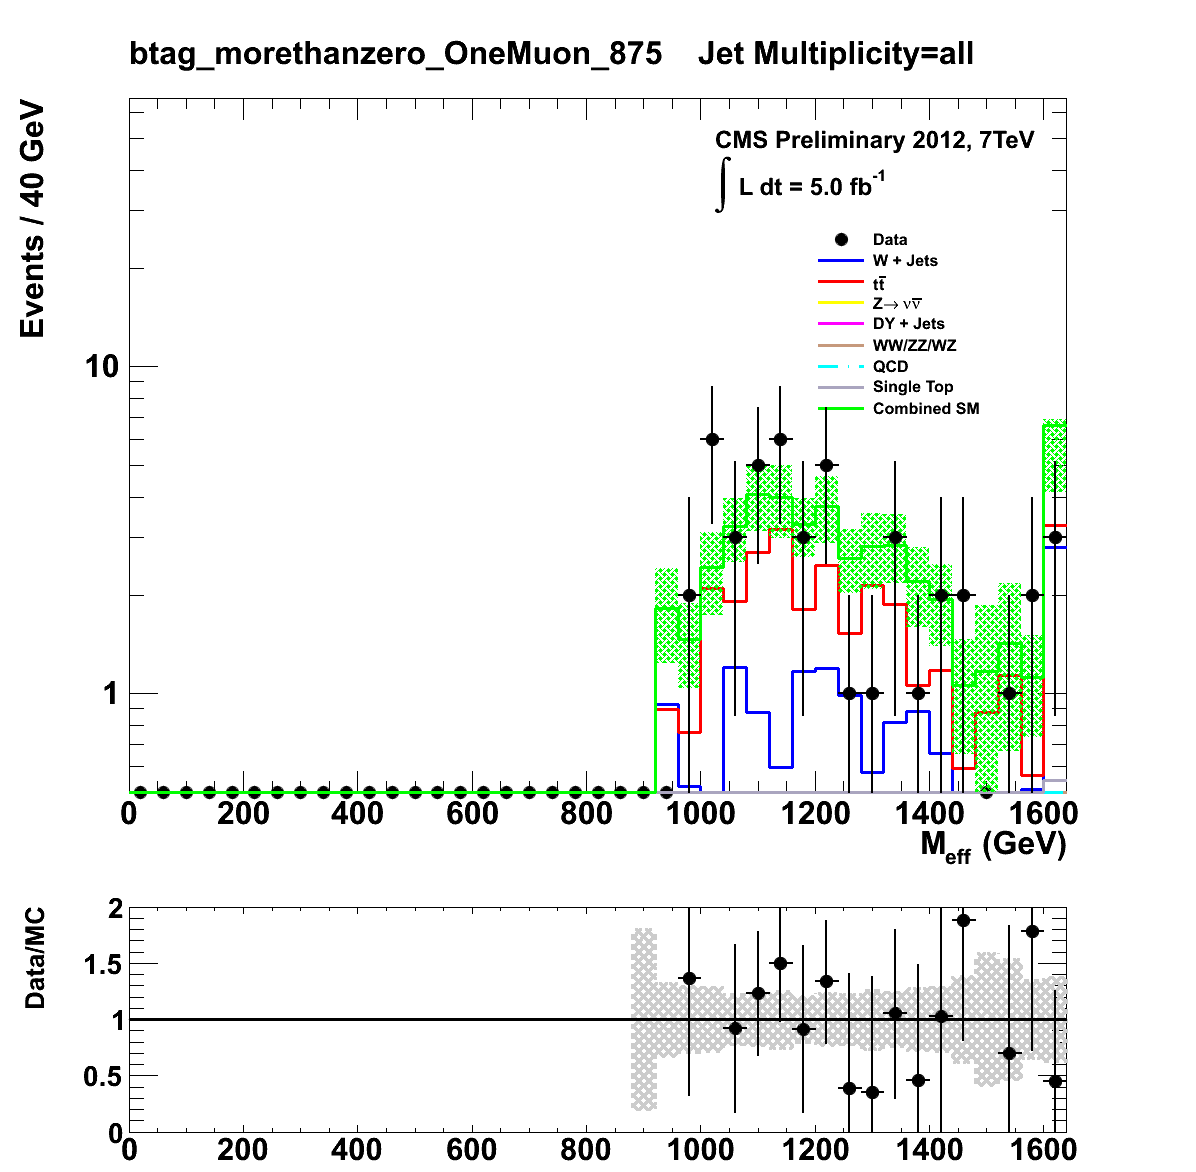 btag_morethanzero_OneMuon_875 Jet Multiplicity=all
Events / 40 GeV
CMS Preliminary 2012, 7TeV
∫ L dt = 5.0 fb⁻¹
Data
W + Jets
tt̅
Z→ νν̅
DY + Jets
WW/ZZ/WZ
QCD
Single Top
Combined SM
10
1
0 200 400 600 800 1000 1200 1400 1600
M_eff (GeV)
Data/MC
2
1.5
1
0.5
0
0 200 400 600 800 1000 1200 1400 1600